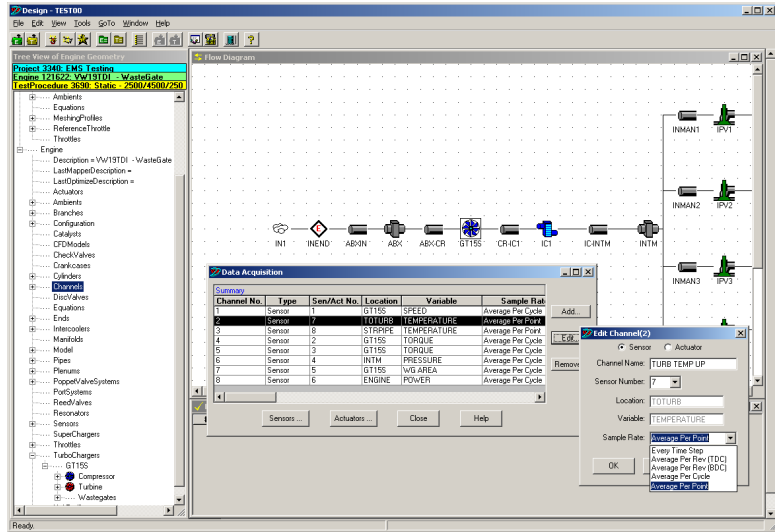 Design - TEST00
File Edit View Tools GoTo Window Help
Tree View of Engine Geometry
Project 3340: EMS Testing
Engine 121622: VW19TDI - WasteGate
TestProcedure 3690: Static - 2500/4500/250
Ambients
Equations
MeshingProfiles
ReferenceThrottle
Throttles
Engine
Description = VW19TDI - WasteGate
LastMapperDescription =
LastOptimizeDescription =
Actuators
Ambients
Branches
Configuration
Catalysts
CFDModels
CheckValves
Crankcases
Cylinders
Channels
DiscValves
Equations
Ends
Intercoolers
Manifolds
Model
Pipes
Plenums
PoppetValveSystems
PortSystems
ReedValves
Resonators
Sensors
SuperChargers
Throttles
TurboChargers
GT15S
Compressor
Turbine
Wastegates
Flow Diagram
INMAN1 IPV1
INMAN2 IPV2
IN1 INEND ABXIN ABX ABX-CR GT15S CR-IC1 IC1 IC-INTM INTM
INMAN3 IPV3
Data Acquisition
Summary
Channel No. Type Sen/Act No. Location Variable Sample Rat
1 Sensor 1 GT15S SPEED Average Per Cycle
2 Sensor 7 TOTURB TEMPERATURE Average Per Point
3 Sensor 8 STRPIPE TEMPERATURE Average Per Cycle
4 Sensor 2 GT15S TORQUE Average Per Cycle
5 Sensor 3 GT15S TORQUE Average Per Cycle
6 Sensor 4 INTM PRESSURE Average Per Cycle
7 Sensor 5 GT15S WG AREA Average Per Cycle
8 Sensor 6 ENGINE POWER Average Per Cycle
Add...
Edit...
Remove
Sensors ... Actuators ... Close Help
Edit Channel(2)
Sensor Actuator
Channel Name: TURB TEMP UP
Sensor Number: 7
Location: TOTURB
Variable: TEMPERATURE
Sample Rate: Average Per Point
Every Time Step
Average Per Rev (TDC)
Average Per Rev (BDC)
Average Per Cycle
Average Per Point
OK
Ready.